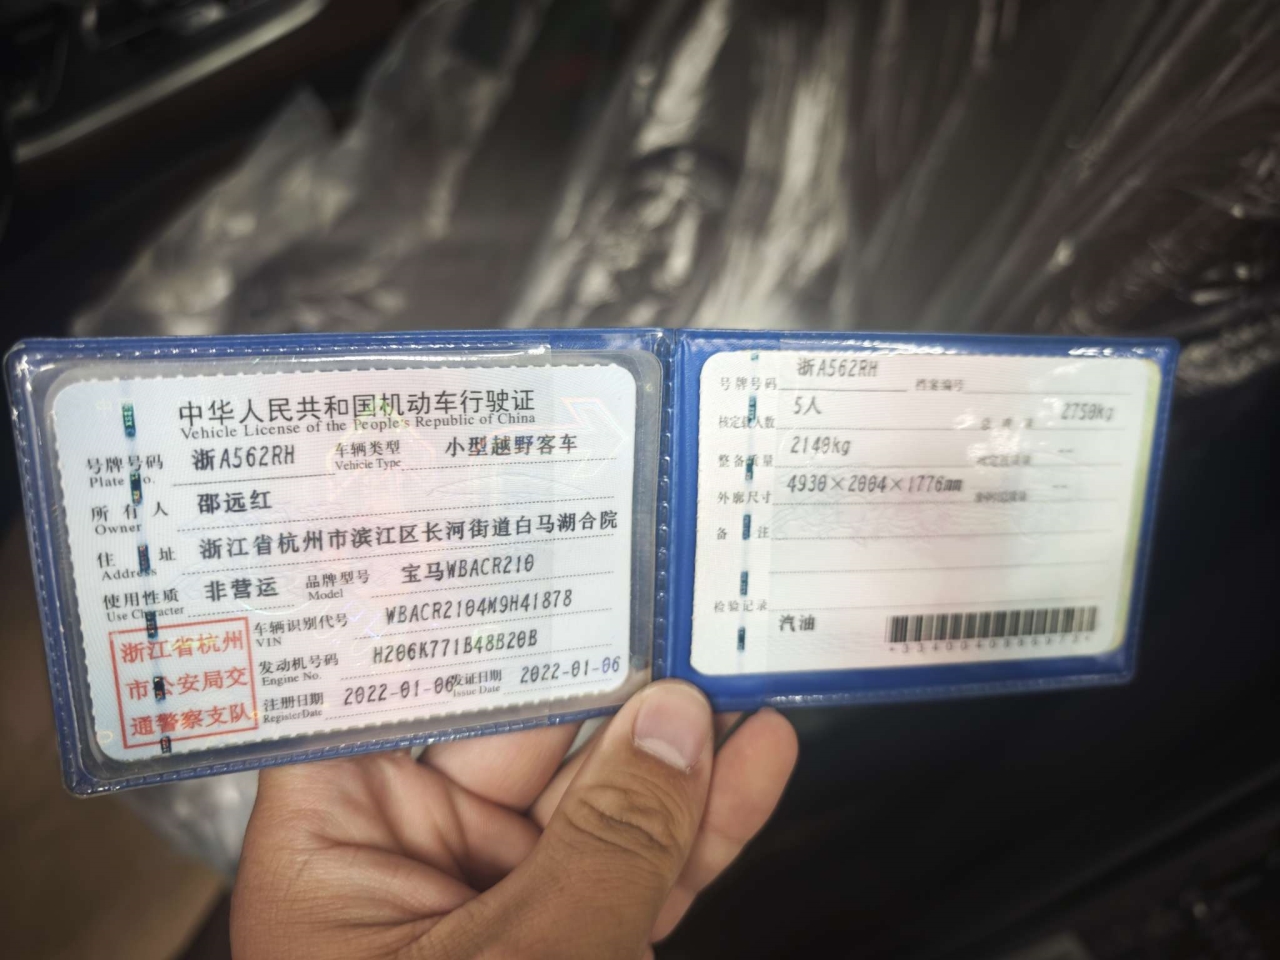 中华人民共和国机动车行驶证
Vehicle License of the People's Republic of China
号牌号码 浙A562RH 车辆类型 小型越野客车
Plate No. Vehicle Type
所有人 邵远红
Owner
住址 浙江省杭州市滨江区长河街道白马湖合院
Address
使用性质 非营运 品牌型号 宝马WBACR210
Use Character Model
浙江省杭州
市公安局交
通警察支队
车辆识别代号 WBACR2104M9H41878
VIN
发动机号码 H206K771B48B20B
Engine No.
注册日期 2022-01-06 发证日期 2022-01-06
Register Date Issue Date
号牌号码 浙A562RH 档案编号
核定载人数 5人 总质量 2750kg
整备质量 2140kg --
外廓尺寸 4930×2004×1776mm --
备注
检验记录
汽油